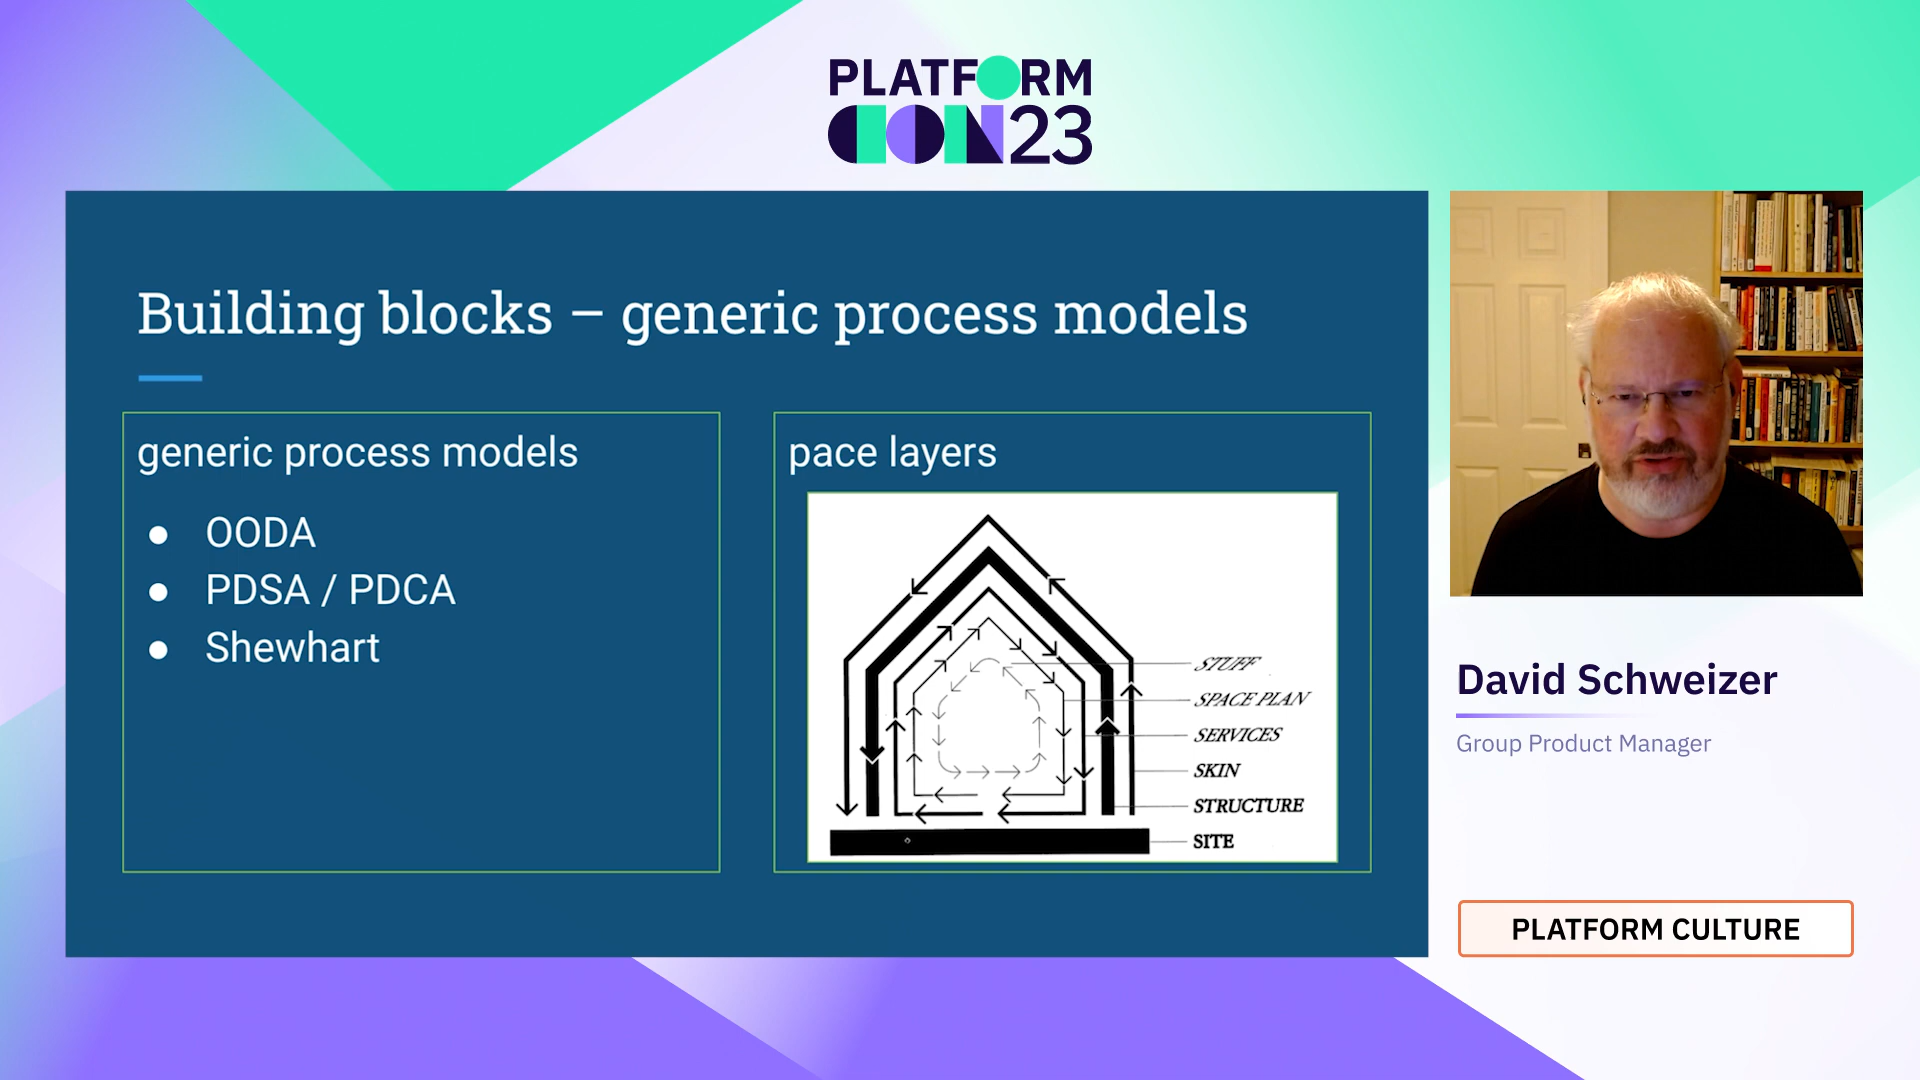 PLATFORM
CON23
Building blocks – generic process models
generic process models
● OODA
● PDSA / PDCA
● Shewhart
pace layers
STUFF
SPACE PLAN
SERVICES
SKIN
STRUCTURE
SITE
David Schweizer
Group Product Manager
PLATFORM CULTURE